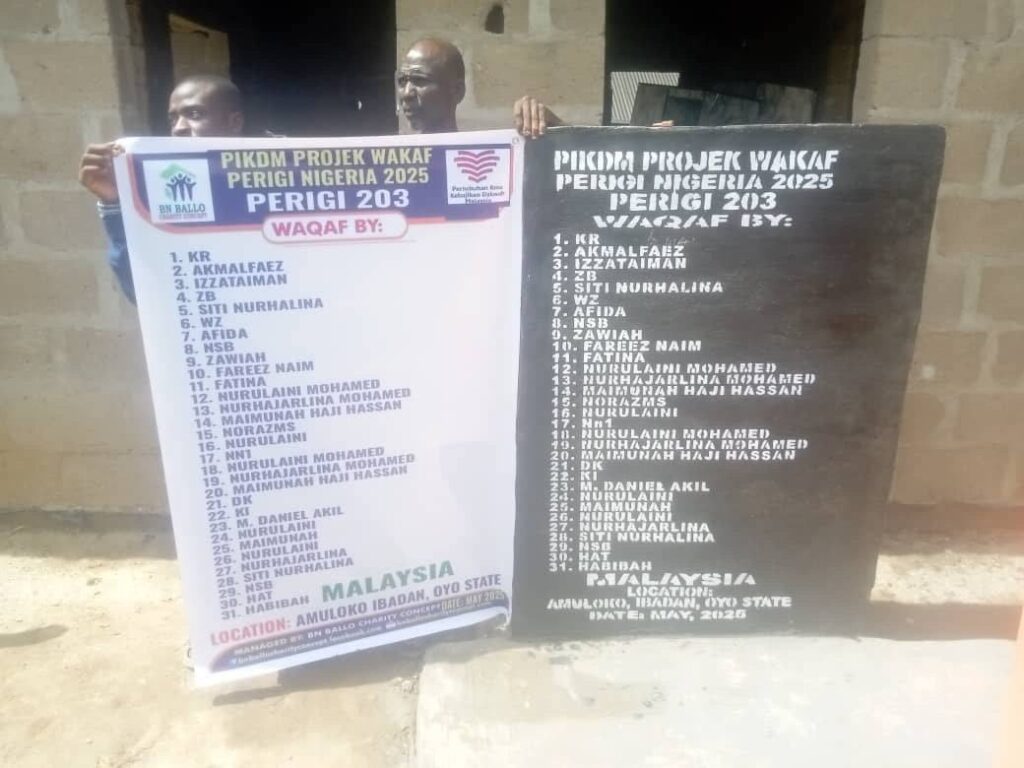 BN BALLO
CHARITY CONCEPT
PIKDM PROJEK WAKAF
PERIGI NIGERIA 2025
PERIGI 203
Pertubuhan Ilmu
Kebajikan Dakwah
Malaysia
WAQAF BY:
1. KR
2. AKMALFAEZ
3. IZZATAIMAN
4. ZB
5. SITI NURHALINA
6. WZ
7. AFIDA
8. NSB
9. ZAWIAH
10. FAREEZ NAIM
11. FATINA
12. NURULAINI MOHAMED
13. NURHAJARLINA MOHAMED
14. MAIMUNAH HAJI HASSAN
15. NORAZMS
16. NURULAINI
17. NN1
18. NURULAINI MOHAMED
19. NURHAJARLINA MOHAMED
20. MAIMUNAH HAJI HASSAN
21. DK
22. KI
23. M. DANIEL AKIL
24. NURULAINI
25. MAIMUNAH
26. NURULAINI
27. NURHAJARLINA
28. SITI NURHALINA
29. NSB
30. HAT
31. HABIBAH
MALAYSIA
LOCATION: AMULOKO IBADAN, OYO STATE
MANAGED BY: BN BALLO CHARITY CONCEPT DATE: MAY 2025
PIKDM PROJEK WAKAF
PERIGI NIGERIA 2025
PERIGI 203
WAQAF BY:
1. KR
2. AKMALFAEZ
3. IZZATAIMAN
4. ZB
5. SITI NURHALINA
6. WZ
7. AFIDA
8. NSB
9. ZAWIAH
10. FAREEZ NAIM
11. FATINA
12. NURULAINI MOHAMED
13. NURHAJARLINA MOHAMED
14. MAIMUNAH HAJI HASSAN
15. NORAZMS
16. NURULAINI
17. Nn1
18. NURULAINI MOHAMED
19. NURHAJARLINA MOHAMED
20. MAIMUNAH HAJI HASSAN
21. DK
22. KI
23. M. DANIEL AKIL
24. NURULAINI
25. MAIMUNAH
26. NURULAINI
27. NURHAJARLINA
28. SITI NURHALINA
29. NSB
30. HAT
31. HABIBAH
MALAYSIA
LOCATION:
AMULOKO, IBADAN, OYO STATE
DATE: MAY, 2025